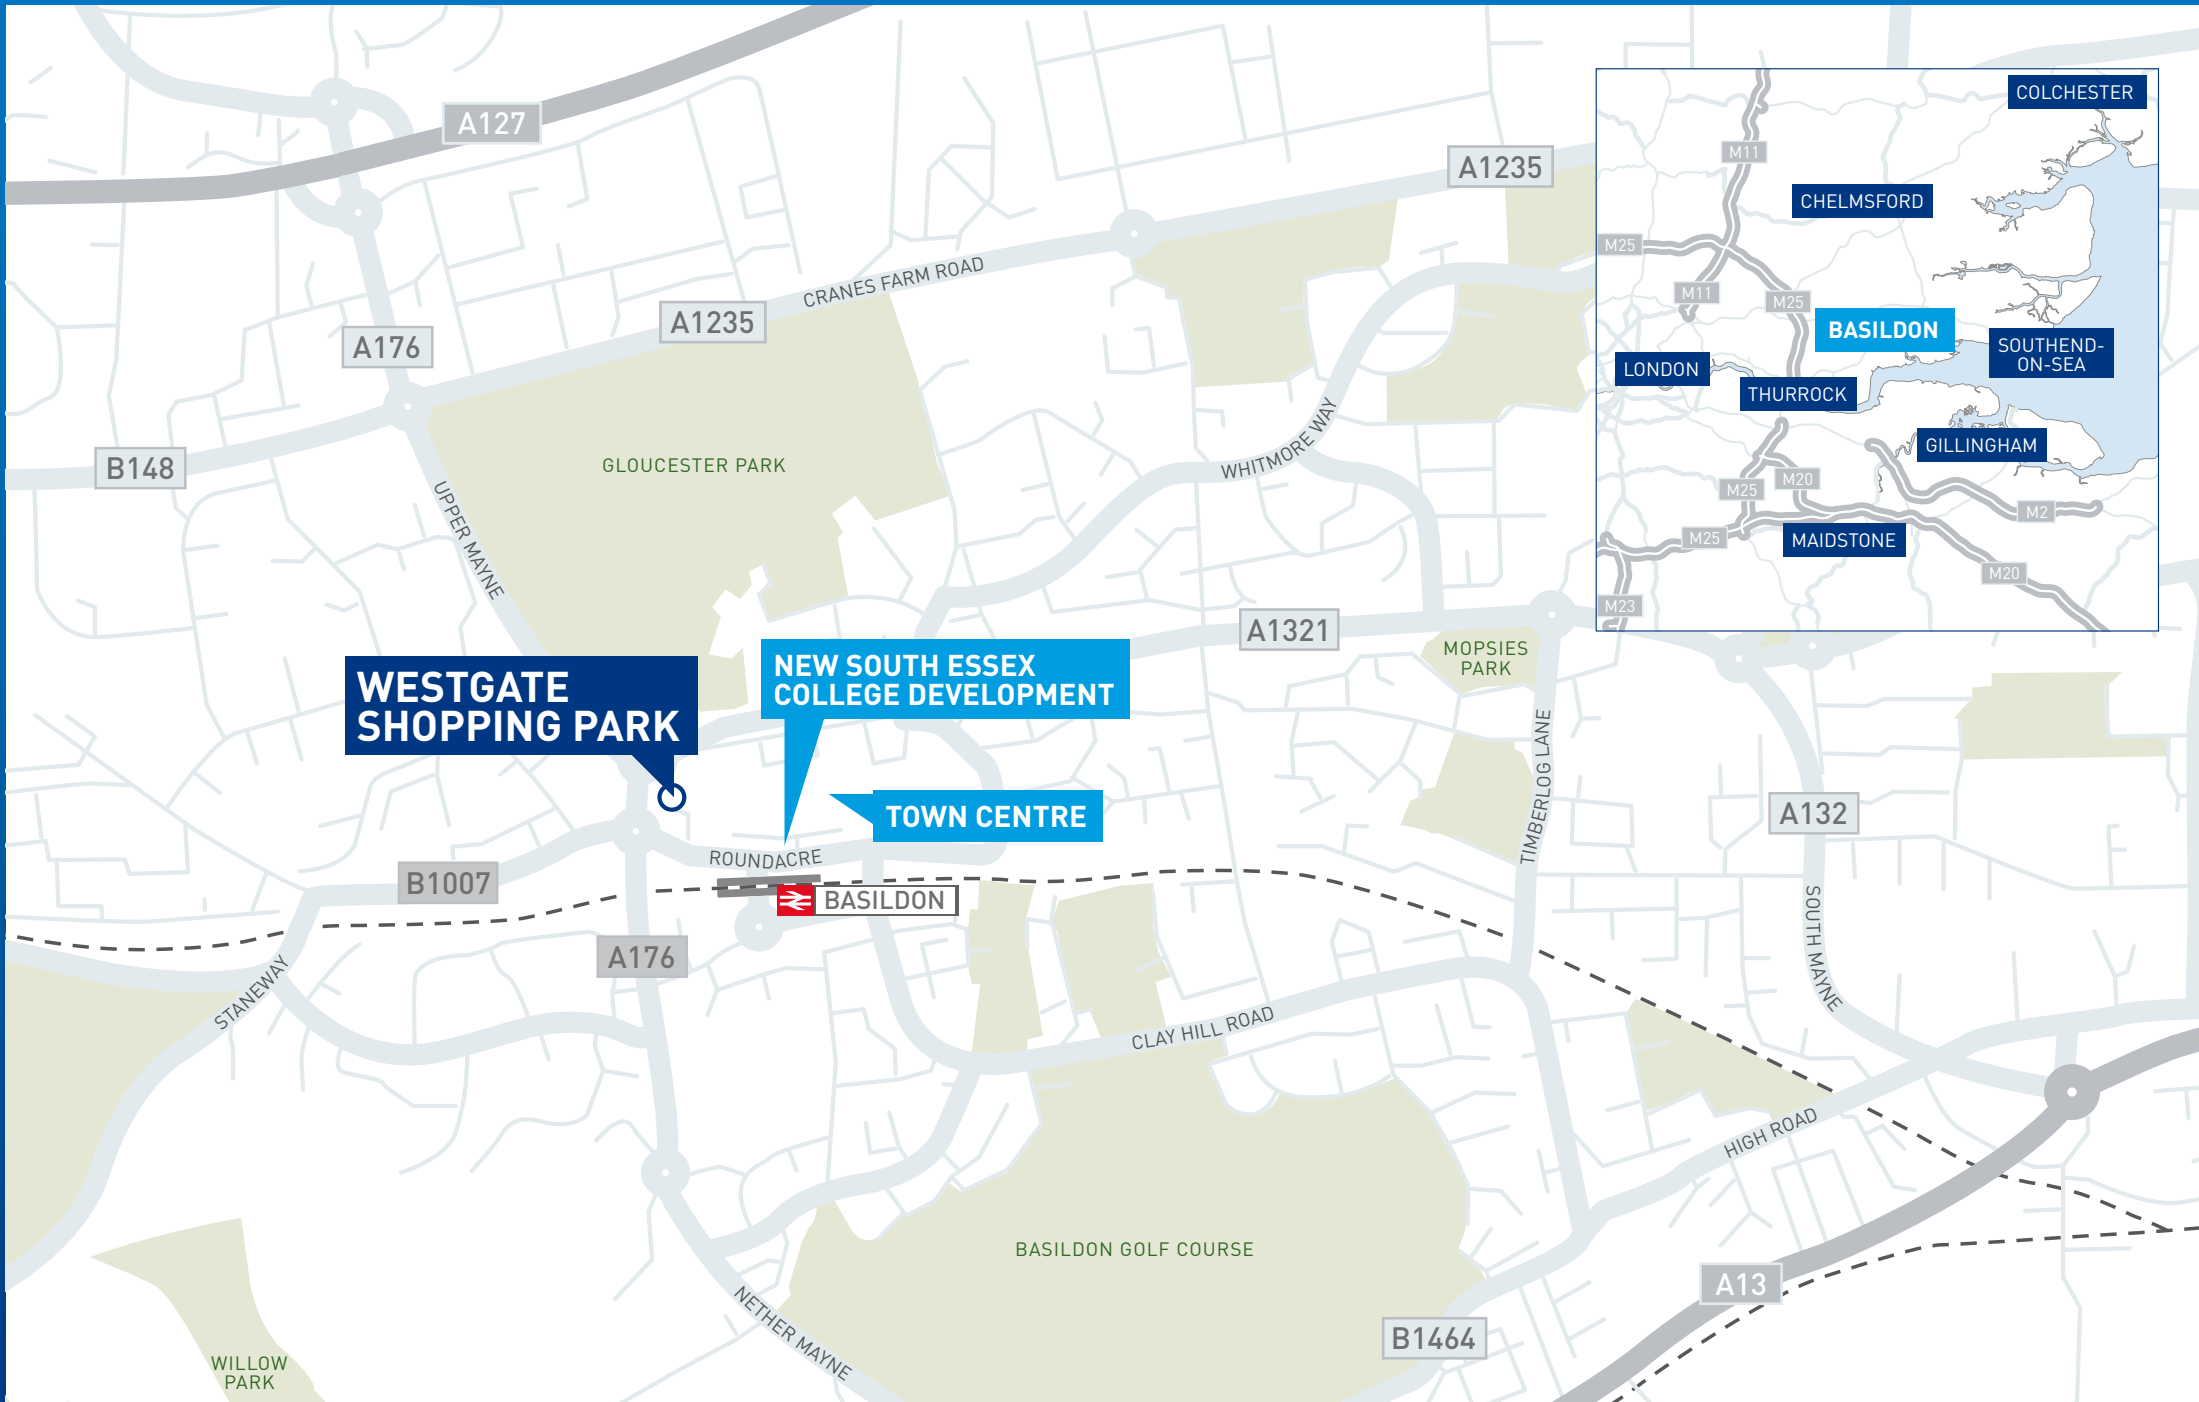 COLCHESTER
A127
M11
A1235
CHELMSFORD
M25
CRANES FARM ROAD
M11
M25
A1235
BASILDON
A176
SOUTHEND-
ON-SEA
LONDON
THURROCK
WHITMORE WAY
GILLINGHAM
GLOUCESTER PARK
B148
M20
M25
M2
UPPER MAYNE
M25
MAIDSTONE
M20
M23
A1321
MOPSIES
PARK
NEW SOUTH ESSEX
COLLEGE DEVELOPMENT
WESTGATE
SHOPPING PARK
TIMBERLOG LANE
TOWN CENTRE
A132
ROUNDACRE
B1007
BASILDON
SOUTH MAYNE
A176
STANEWAY
CLAY HILL ROAD
HIGH ROAD
BASILDON GOLF COURSE
A13
NETHER MAYNE
B1464
WILLOW
PARK